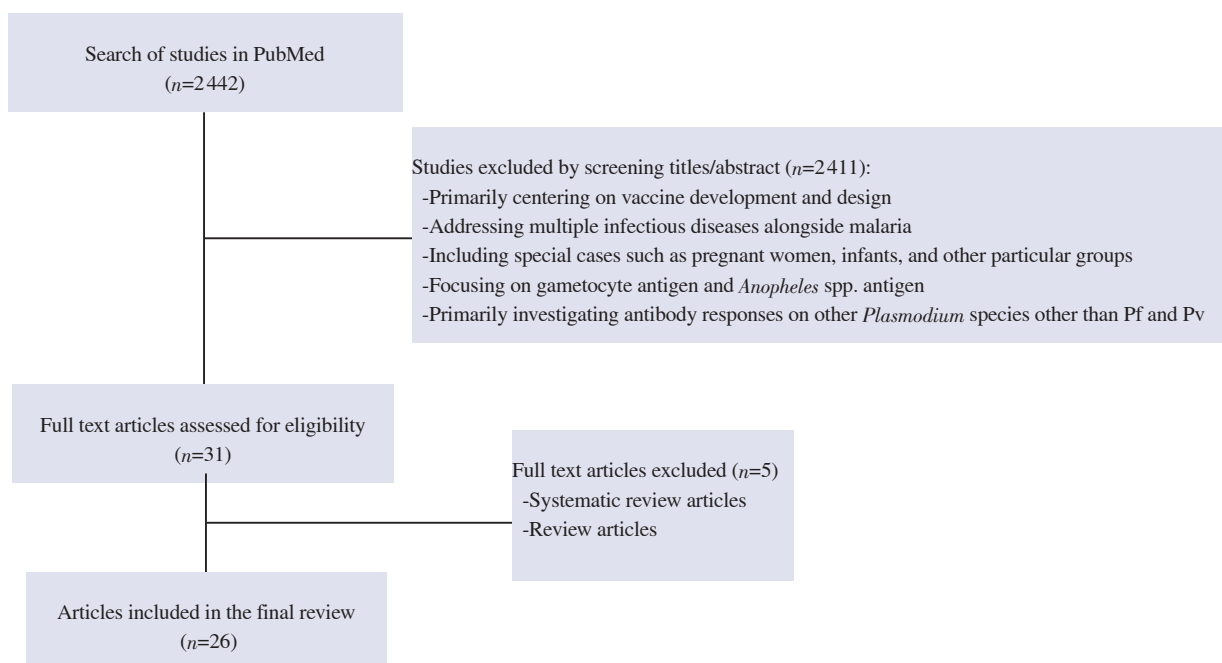 Search of studies in PubMed
(n=2 442)
Studies excluded by screening titles/abstract (n=2 411):
-Primarily centering on vaccine development and design
-Addressing multiple infectious diseases alongside malaria
-Including special cases such as pregnant women, infants, and other particular groups
-Focusing on gametocyte antigen and Anopheles spp. antigen
-Primarily investigating antibody responses on other Plasmodium species other than Pf and Pv
Full text articles assessed for eligibility
(n=31)
Full text articles excluded (n=5)
-Systematic review articles
-Review articles
Articles included in the final review
(n=26)